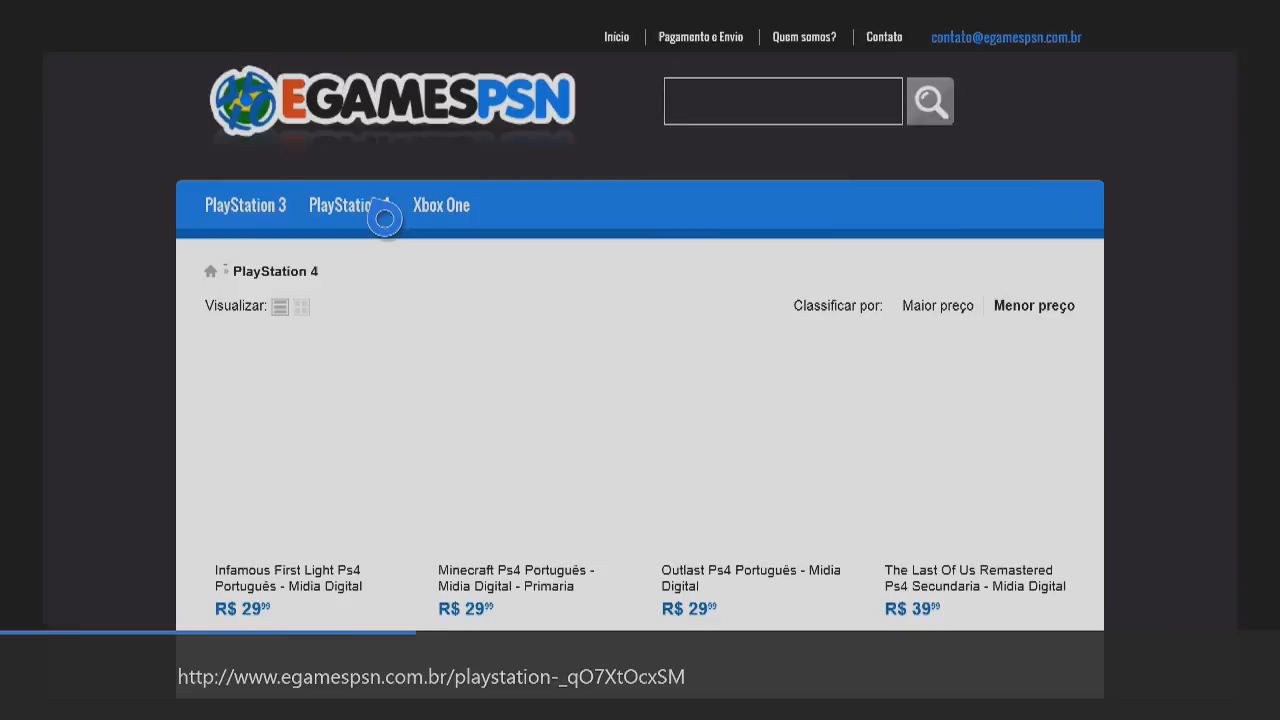 Início
Pagamento e Envio
Quem somos?
Contato
contato@egamespsn.com.br
EGAMESPSN
PlayStation 3
Xbox One
» PlayStation 4
Visualizar:
Classificar por:
Maior preço
Menor preço
Infamous First Light Ps4
Português - Midia Digital
R$ 29⁹⁹
Minecraft Ps4 Português -
Midia Digital - Primaria
R$ 29⁹⁹
Outlast Ps4 Português - Midia
Digital
R$ 29⁹⁹
The Last Of Us Remastered
Ps4 Secundaria - Midia Digital
R$ 39⁹⁹
http://www.egamespsn.com.br/playstation-_qO7XtOcxSM